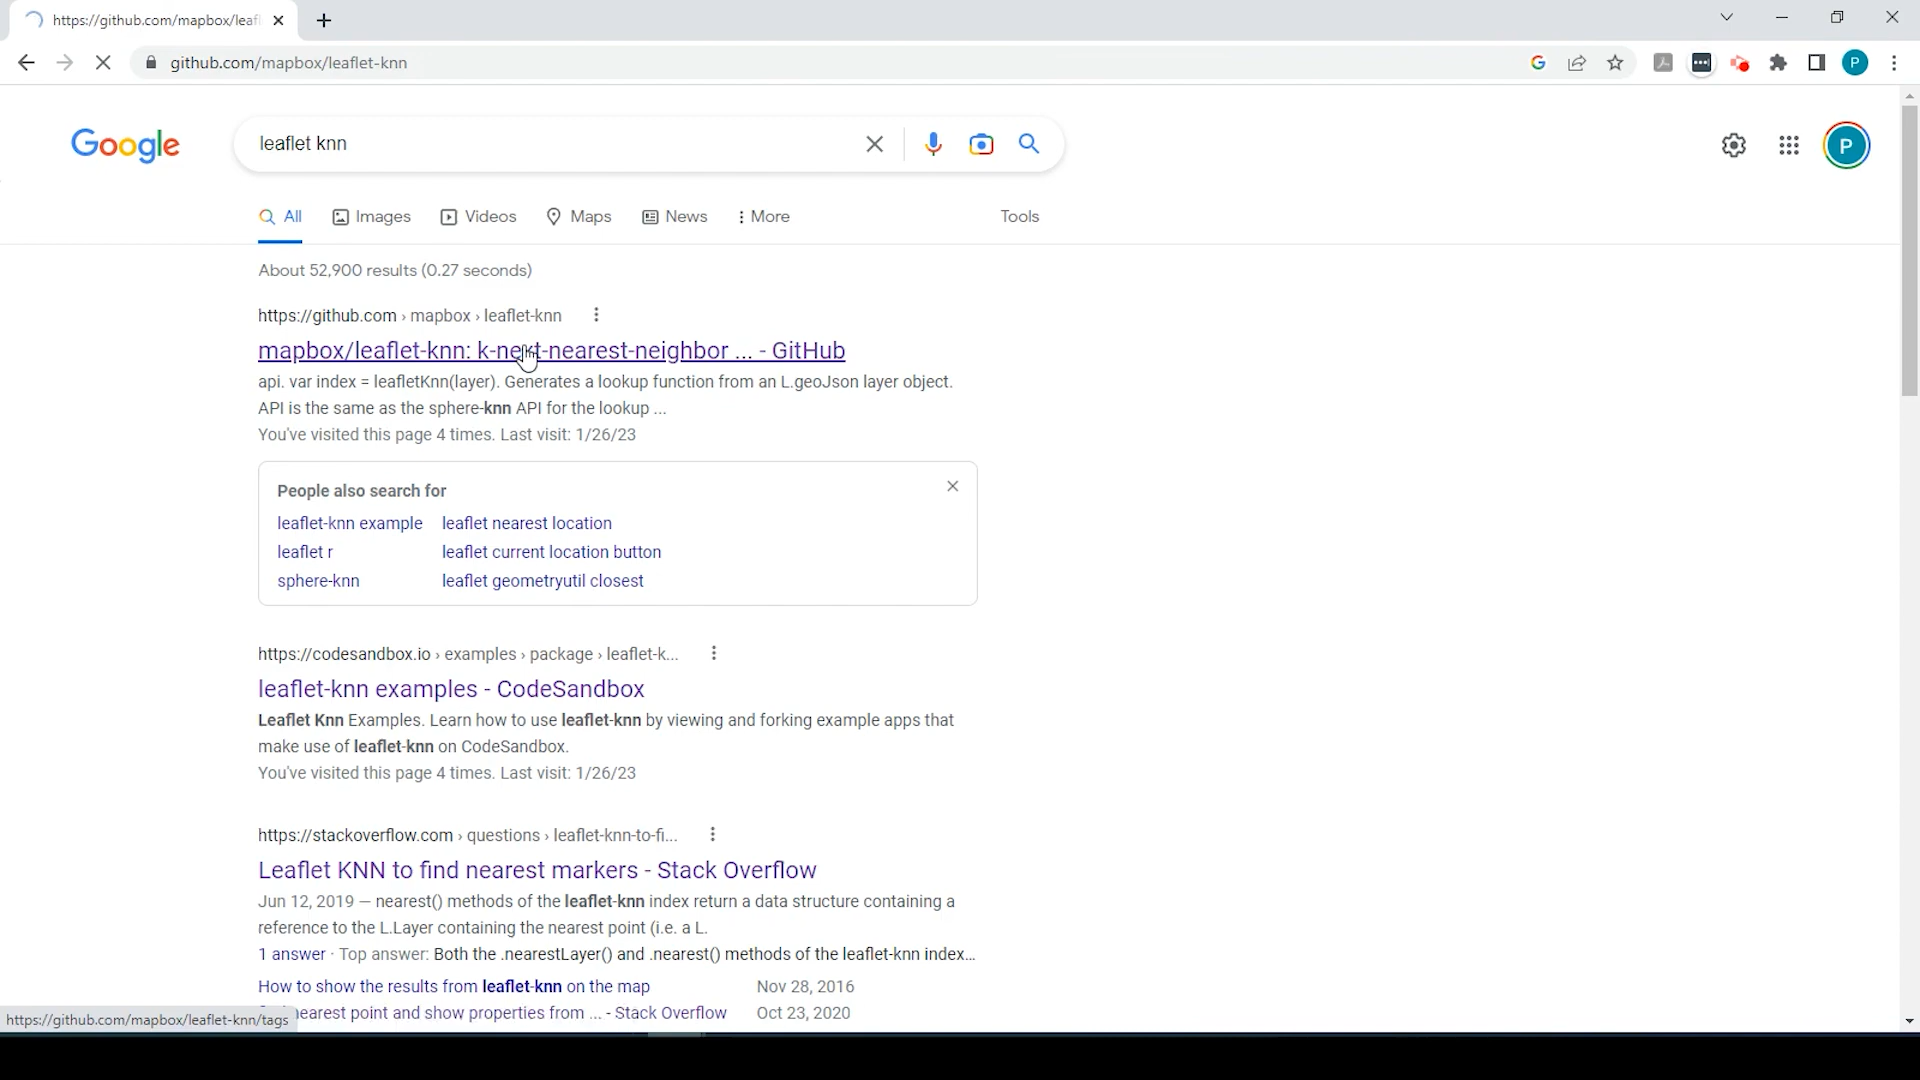 https://github.com/mapbox/leafl
github.com/mapbox/leaflet-knn
P
Google
leaflet knn
P
All
Images
Videos
Maps
News
More
Tools
About 52,900 results (0.27 seconds)
https://github.com › mapbox › leaflet-knn
mapbox/leaflet-knn: k-next-nearest-neighbor ... - GitHub
api. var index = leafletKnn(layer). Generates a lookup function from an L.geoJson layer object.
API is the same as the sphere-knn API for the lookup ...
You've visited this page 4 times. Last visit: 1/26/23
People also search for
leaflet-knn example leaflet nearest location
leaflet r leaflet current location button
sphere-knn leaflet geometryutil closest
https://codesandbox.io › examples › package › leaflet-k...
leaflet-knn examples - CodeSandbox
Leaflet Knn Examples. Learn how to use leaflet-knn by viewing and forking example apps that
make use of leaflet-knn on CodeSandbox.
You've visited this page 4 times. Last visit: 1/26/23
https://stackoverflow.com › questions › leaflet-knn-to-fi...
Leaflet KNN to find nearest markers - Stack Overflow
Jun 12, 2019 — nearest() methods of the leaflet-knn index return a data structure containing a
reference to the L.Layer containing the nearest point (i.e. a L.
1 answer · Top answer: Both the .nearestLayer() and .nearest() methods of the leaflet-knn index...
How to show the results from leaflet-knn on the map Nov 28, 2016
nearest point and show properties from ... - Stack Overflow Oct 23, 2020
https://github.com/mapbox/leaflet-knn/tags